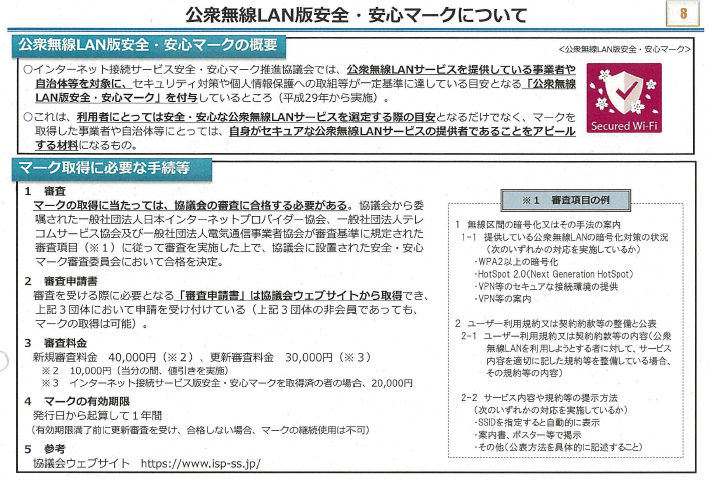 公衆無線LAN版安全・安心マークについて
8
公衆無線LAN版安全・安心マークの概要
<公衆無線LAN版安全・安心マーク>
○インターネット接続サービス安全・安心マーク推進協議会では、公衆無線LANサービスを提供している事業者や
自治体等を対象に、セキュリティ対策や個人情報保護への取組等が一定基準に達している目安となる「公衆無線
LAN版安全・安心マーク」を付与しているところ（平成29年から実施）。
○これは、利用者にとっては安全・安心な公衆無線LANサービスを選定する際の目安となるだけでなく、マークを
取得した事業者や自治体等にとっては、自身がセキュアな公衆無線LANサービスの提供者であることをアピール
する材料になるもの。
Secured Wi-Fi
マーク取得に必要な手続等
1 審査
マークの取得に当たっては、協議会の審査に合格する必要がある。協議会から委
嘱された一般社団法人日本インターネットプロバイダー協会、一般社団法人テレ
コムサービス協会及び一般社団法人電気通信事業者協会が審査基準に規定された
審査項目（※１）に従って審査を実施した上で、協議会に設置された安全・安心
マーク審査委員会において合格を決定。
2 審査申請書
審査を受ける際に必要となる「審査申請書」は協議会ウェブサイトから取得でき、
上記３団体において申請を受け付けている（上記３団体の非会員であっても、
マークの取得は可能）。
3 審査料金
新規審査料金 40,000円（※２）、更新審査料金 30,000円（※３）
※２ 10,000円（当分の間、値引きを実施）
※３ インターネット接続サービス版安全・安心マークを取得済の者の場合、20,000円
4 マークの有効期限
発行日から起算して１年間
（有効期限満了前に更新審査を受け、合格しない場合、マークの継続使用は不可）
5 参考
協議会ウェブサイト https://www.isp-ss.jp/
※１ 審査項目の例
1 無線区間の暗号化又はその手法の案内
1-1 提供している公衆無線LANの暗号化対策の状況
（次のいずれかの対応を実施しているか）
・WPA2以上の暗号化
・HotSpot 2.0(Next Generation HotSpot)
・VPN等のセキュアな接続環境の提供
・VPN等の案内
2 ユーザー利用規約又は契約約款等の整備と公表
2-1 ユーザー利用規約又は契約約款等の内容(公衆
無線LANを利用しようとする者に対して、サービス
内容を適切に記した規約等を整備している場合、
その規約等の内容)
2-2 サービス内容や規約等の提示方法
（次のいずれかの対応を実施しているか）
・SSIDを指定すると自動的に表示
・案内書、ポスター等で掲示
・その他(公表方法を具体的に記述すること)